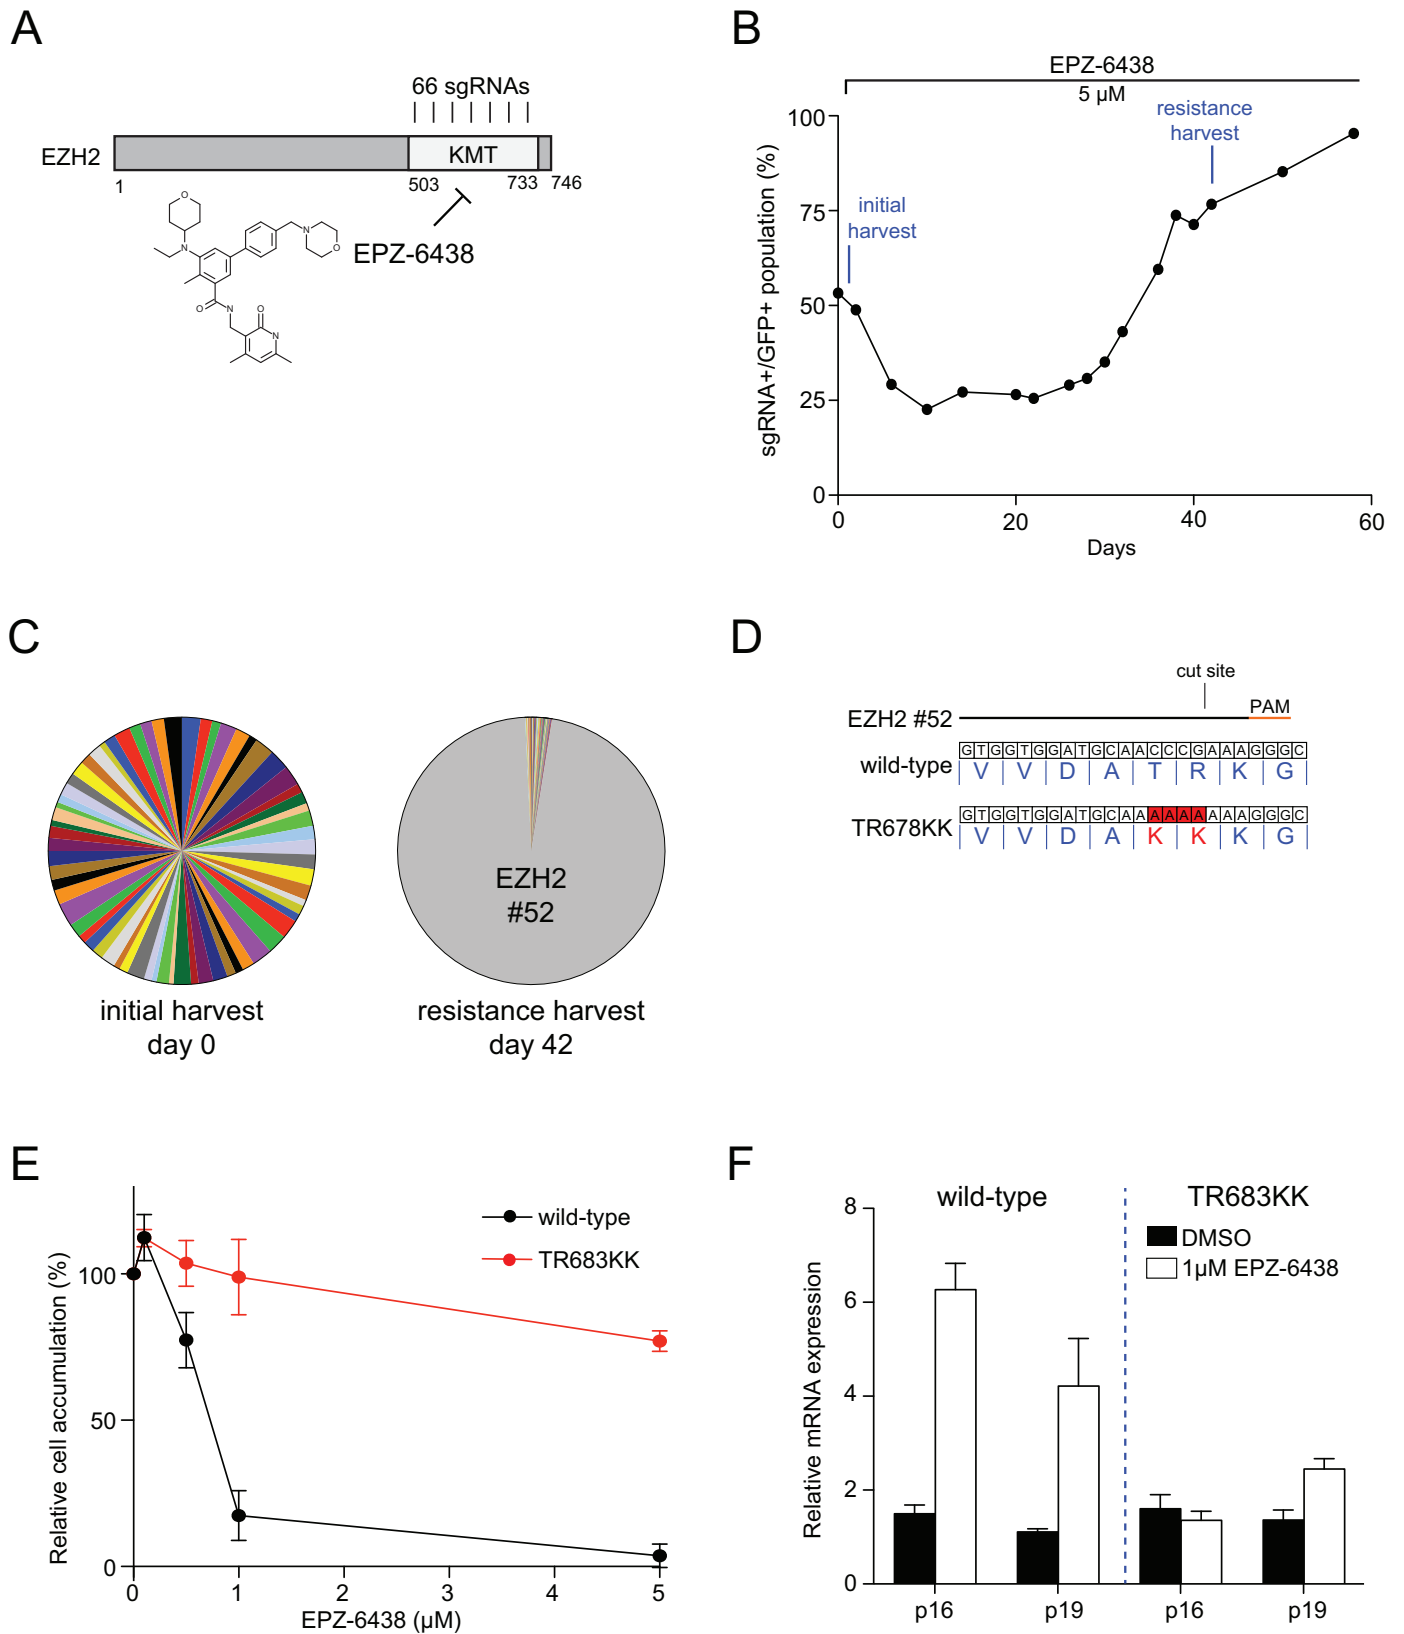 A
66 sgRNAs
EZH2
KMT
1
503
733
746
EPZ-6438
O
N
N
O
O
N
O
N
B
EPZ-6438
5 µM
resistance
harvest
initial
harvest
sgRNA+/GFP+ population (%)
100
75
50
25
0
0
20
40
60
Days
C
EZH2
#52
initial harvest
day 0
resistance harvest
day 42
D
cut site
PAM
EZH2 #52
GTGGTGGATGCAACCCGAAAGGGC
wild-type
V V D A T R K G
GTGGTGGATGCAAAAAAAAAGGGC
TR678KK
V V D A K K K G
E
Relative cell accumulation (%)
100
50
0
0
1
2
3
4
5
EPZ-6438 (µM)
wild-type
TR683KK
F
wild-type
TR683KK
DMSO
1µM EPZ-6438
Relative mRNA expression
8
6
4
2
0
p16
p19
p16
p19